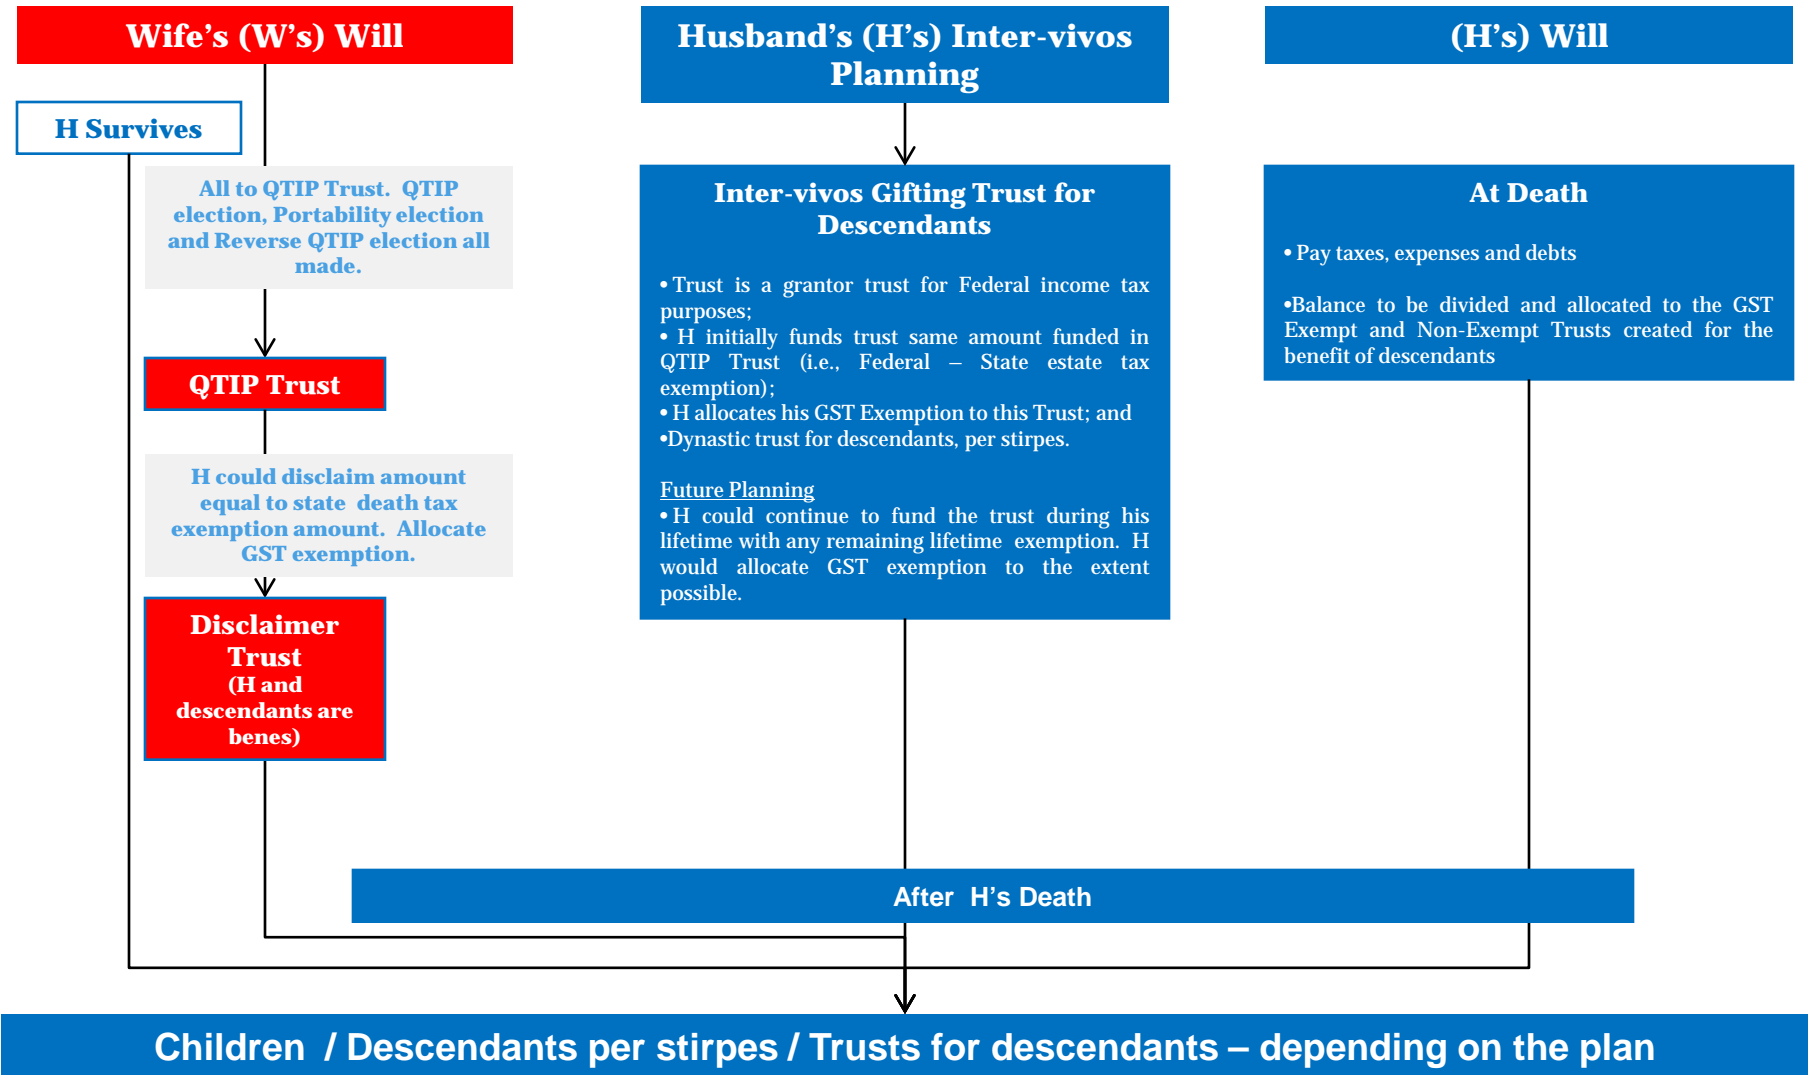 Wife's (W's) Will
H Survives
All to QTIP Trust.  QTIP
election, Portability election
and Reverse QTIP election all
made.
QTIP Trust
H could disclaim amount
equal to state  death tax
exemption amount.  Allocate
GST exemption.
Disclaimer
Trust
(H and
descendants are
benes)
Husband's (H's) Inter-vivos
Planning
Inter-vivos Gifting Trust for
Descendants
• Trust is a grantor trust for Federal income tax
purposes;
• H initially funds trust same amount funded in
QTIP Trust (i.e., Federal – State estate tax
exemption);
• H allocates his GST Exemption to this Trust; and
•Dynastic trust for descendants, per stirpes.
Future Planning
• H could continue to fund the trust during his
lifetime with any remaining lifetime  exemption.  H
would allocate GST exemption to the extent
possible.
(H's) Will
At Death
• Pay taxes, expenses and debts
•Balance to be divided and allocated to the GST
Exempt and Non-Exempt Trusts created for the
benefit of descendants
After  H's Death
Children  / Descendants per stirpes / Trusts for descendants – depending on the plan